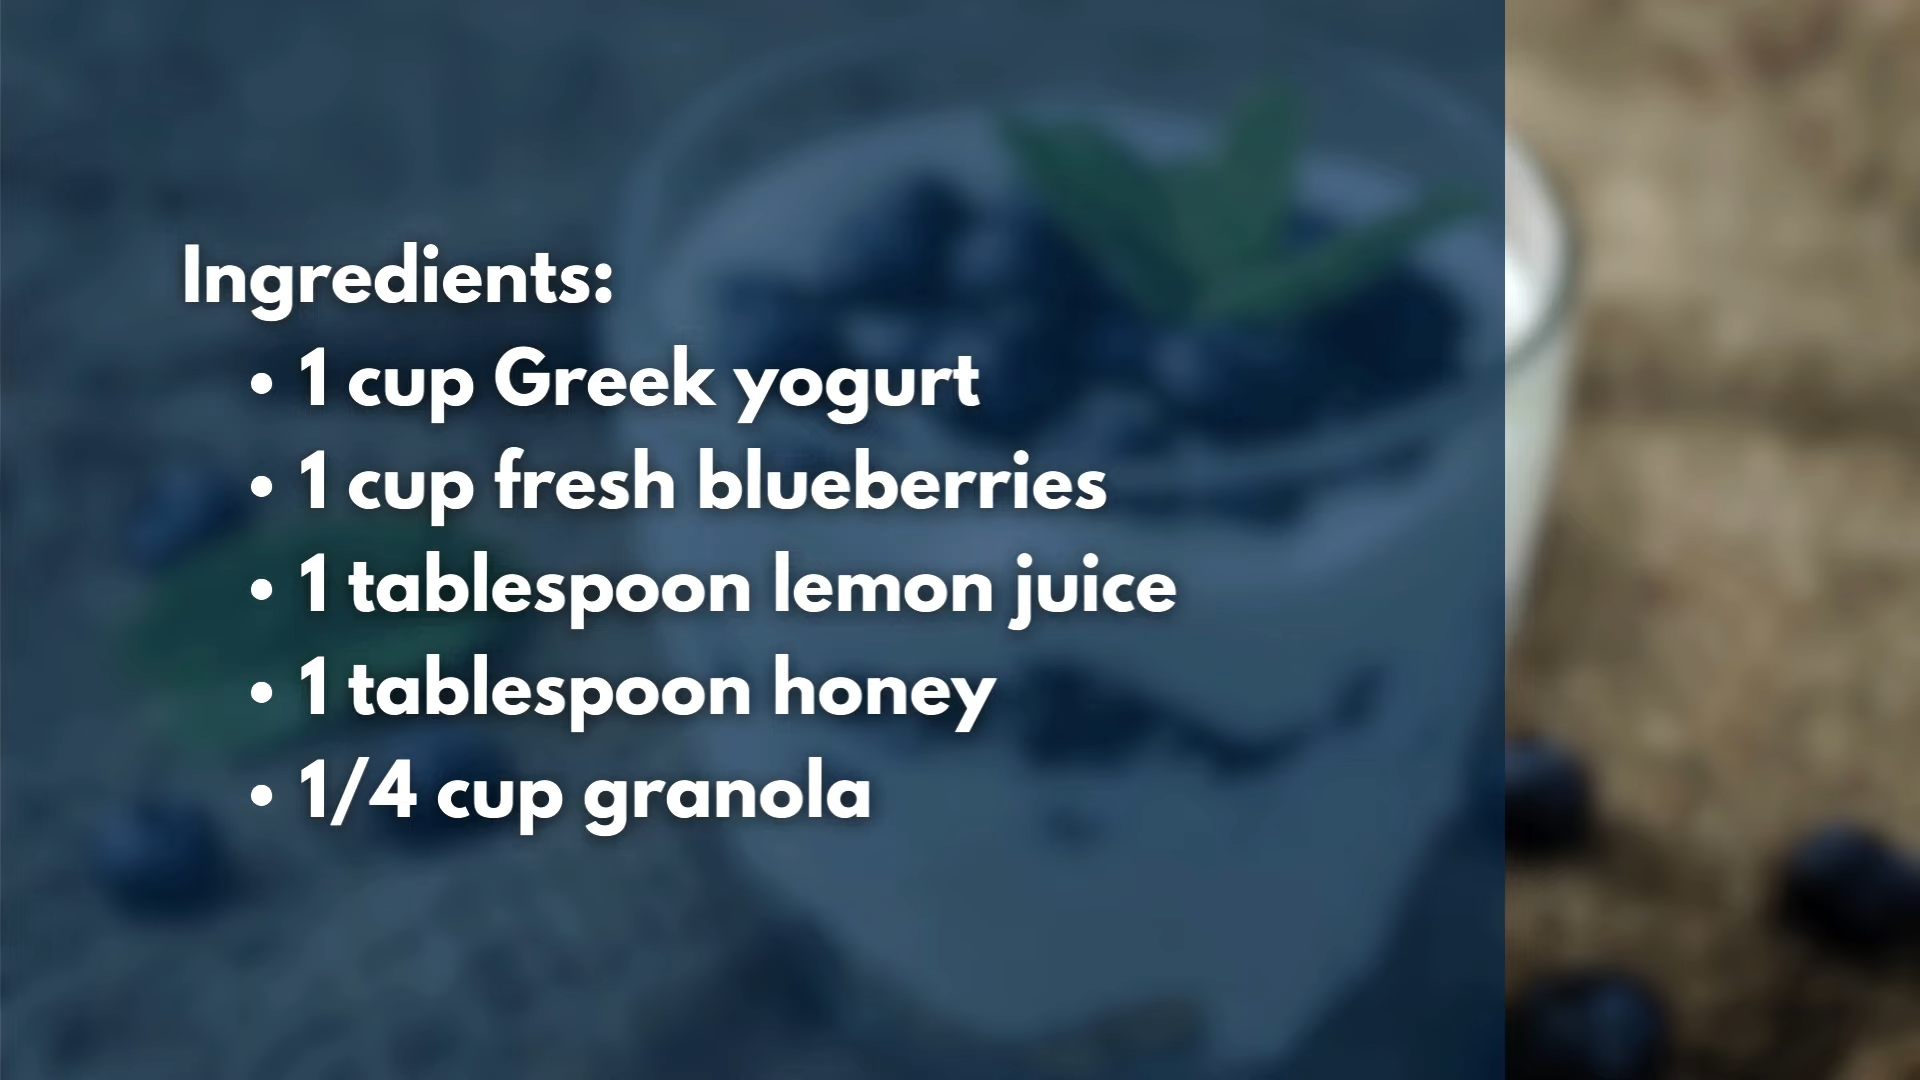 Ingredients:
• 1 cup Greek yogurt
• 1 cup fresh blueberries
• 1 tablespoon lemon juice
• 1 tablespoon honey
• 1/4 cup granola